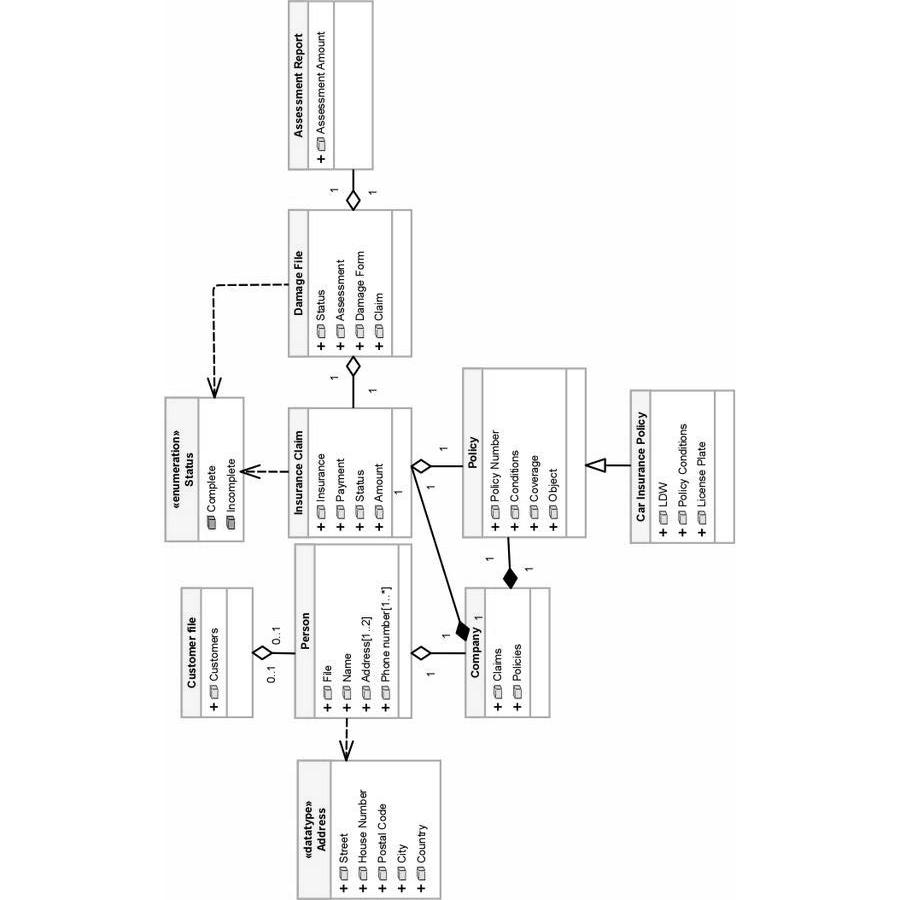 «enumeration»
Status
Complete
Incomplete
Customer file
+ Customers
0..1
0..1
«datatype»
Address
+ Street
+ House Number
+ Postal Code
+ City
+ Country
Person
+ File
+ Name
+ Address[1..2]
+ Phone number[1..*]
Insurance Claim
+ Insurance
+ Payment
+ Status
+ Amount
1
1
Damage File
+ Status
+ Assessment
+ Damage Form
+ Claim
1
1
Assessment Report
+ Assessment Amount
1
1
1
1
1
1
Company
+ Claims
+ Policies
1
1
1
Policy
+ Policy Number
+ Conditions
+ Coverage
+ Object
Car Insurance Policy
+ LDW
+ Policy Conditions
+ License Plate